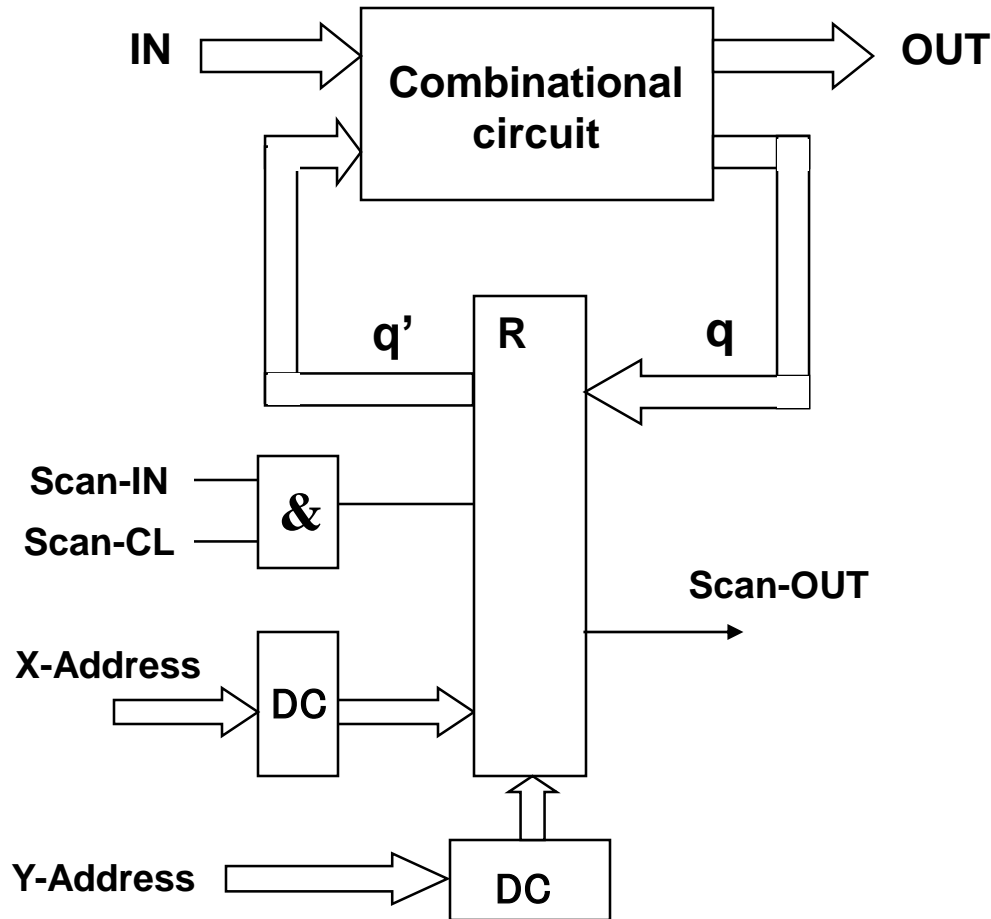 IN
OUT
Combinational
circuit
R
q’
q
Scan-IN
&
Scan-CL
Scan-OUT
X-Address
DC
Y-Address
DC